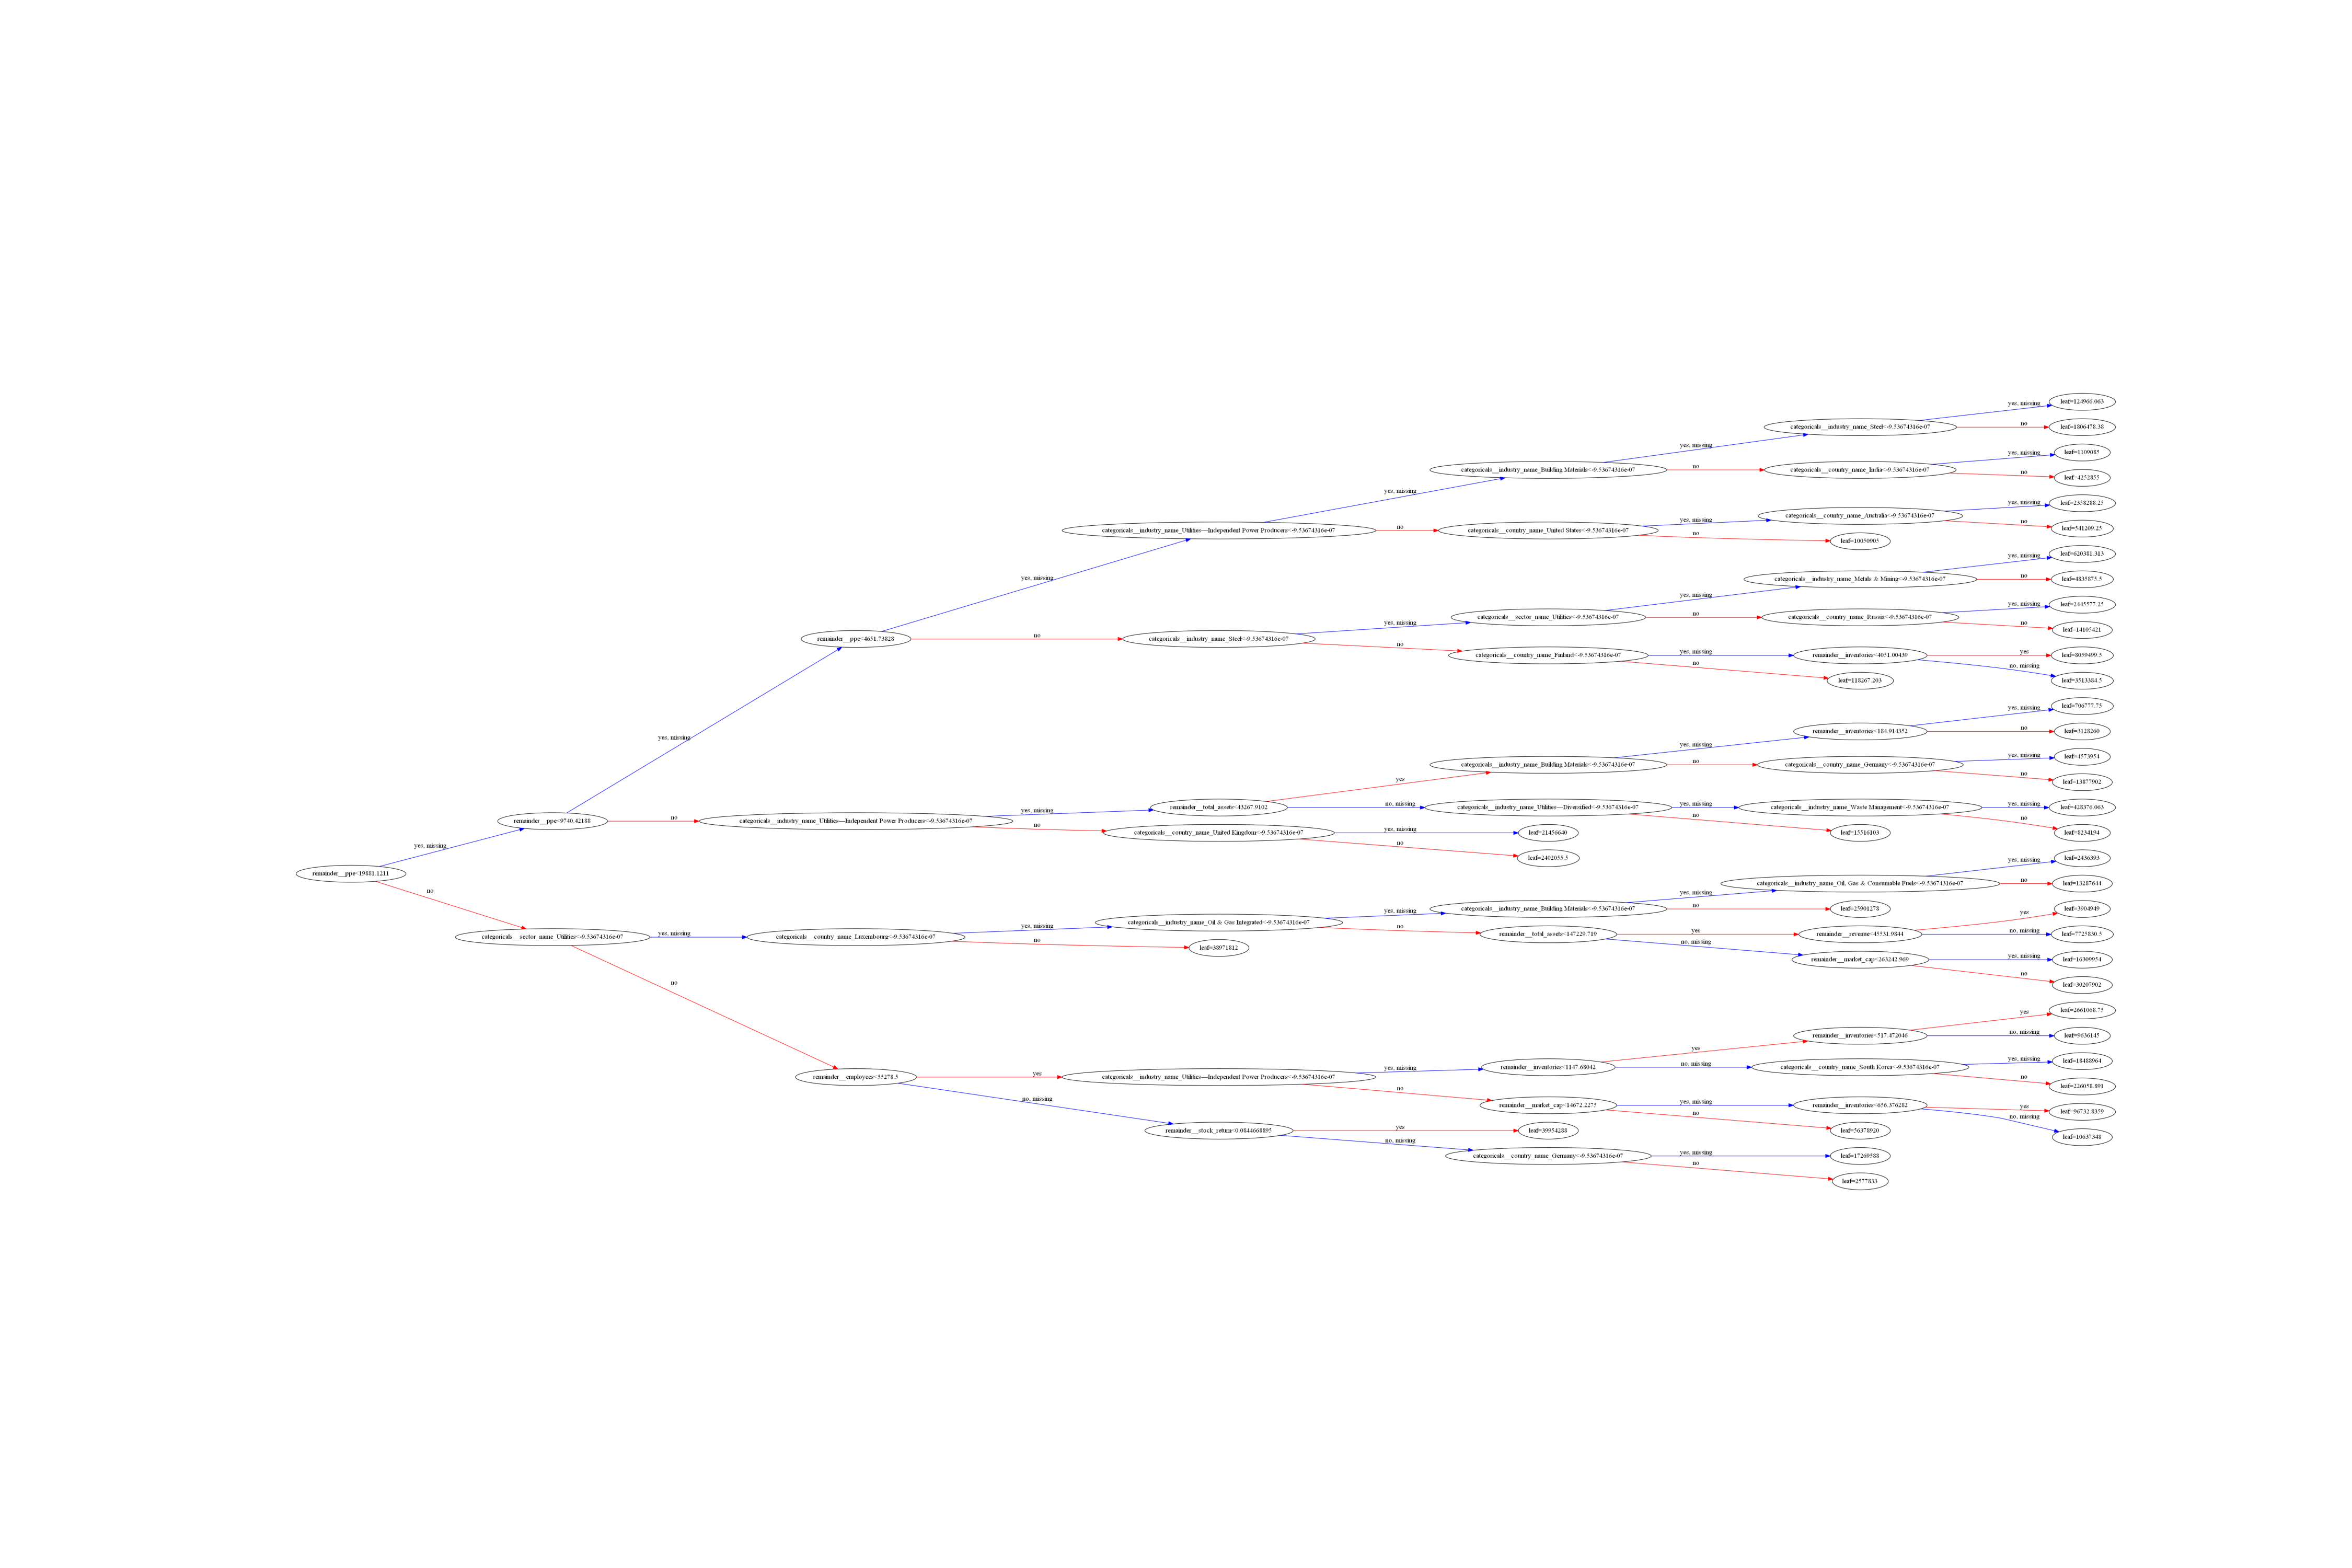 yes, missing
leaf=124966.063
categoricals__industry_name_Steel<-9.53674316e-07
no
leaf=1806478.38
yes, missing
yes, missing
leaf=1109085
categoricals__industry_name_Building Materials<-9.53674316e-07
no
categoricals__country_name_India<-9.53674316e-07
no
leaf=4252855
yes, missing
yes, missing
leaf=2358288.25
categoricals__country_name_Australia<-9.53674316e-07
yes, missing
no
leaf=541209.25
categoricals__industry_name_Utilities—Independent Power Producers<-9.53674316e-07
no
categoricals__country_name_United States<-9.53674316e-07
no
leaf=10050905
yes, missing
leaf=620381.313
yes, missing
categoricals__industry_name_Metals & Mining<-9.53674316e-07
no
leaf=4835875.5
yes, missing
yes, missing
leaf=2445577.25
categoricals__sector_name_Utilities<-9.53674316e-07
no
categoricals__country_name_Russia<-9.53674316e-07
yes, missing
no
leaf=14105421
remainder__ppe<4651.73828
no
categoricals__industry_name_Steel<-9.53674316e-07
no
categoricals__country_name_Finland<-9.53674316e-07
yes, missing
remainder__inventories<4051.00439
yes
leaf=8059499.5
no
no, missing
leaf=118267.203
leaf=3513384.5
yes, missing
yes, missing
leaf=706777.75
remainder__inventories<184.914352
no
leaf=3128260
yes, missing
yes, missing
leaf=4573954
categoricals__industry_name_Building Materials<-9.53674316e-07
no
categoricals__country_name_Germany<-9.53674316e-07
yes
no
leaf=13877902
remainder__total_assets<43267.9102
no, missing
categoricals__industry_name_Utilities—Diversified<-9.53674316e-07
yes, missing
categoricals__industry_name_Waste Management<-9.53674316e-07
yes, missing
leaf=428376.063
remainder__ppe<9740.42188
no
categoricals__industry_name_Utilities—Independent Power Producers<-9.53674316e-07
yes, missing
no
leaf=15516103
no
leaf=8234194
no
categoricals__country_name_United Kingdom<-9.53674316e-07
yes, missing
leaf=21456640
no
leaf=2402055.5
yes, missing
remainder__ppe<19881.1211
yes, missing
leaf=2436393
categoricals__industry_name_Oil, Gas & Consumable Fuels<-9.53674316e-07
no
leaf=13287644
no
yes, missing
categoricals__industry_name_Building Materials<-9.53674316e-07
no
leaf=25901278
yes
leaf=3904949
yes, missing
categoricals__industry_name_Oil & Gas Integrated<-9.53674316e-07
yes, missing
no
remainder__total_assets<147229.719
yes
remainder__revenue<45531.9844
no, missing
leaf=7725830.5
categoricals__sector_name_Utilities<-9.53674316e-07
yes, missing
categoricals__country_name_Luxembourg<-9.53674316e-07
no
leaf=38971812
no, missing
remainder__market_cap<263242.969
yes, missing
leaf=16309954
no
leaf=30207902
no
yes
leaf=2661068.75
remainder__inventories<517.472046
no, missing
leaf=9636145
yes
yes, missing
leaf=18488964
yes, missing
remainder__inventories<1147.68042
no, missing
categoricals__country_name_South Korea<-9.53674316e-07
no
leaf=226058.891
remainder__employees<55278.5
yes
categoricals__industry_name_Utilities—Independent Power Producers<-9.53674316e-07
no
remainder__market_cap<14672.2275
yes, missing
remainder__inventories<656.376282
yes
leaf=96732.8359
no, missing
no
leaf=56378920
no, missing
leaf=10637348
remainder__stock_return<0.0844668895
yes
leaf=39954288
no, missing
categoricals__country_name_Germany<-9.53674316e-07
yes, missing
leaf=17269588
no
leaf=2577833